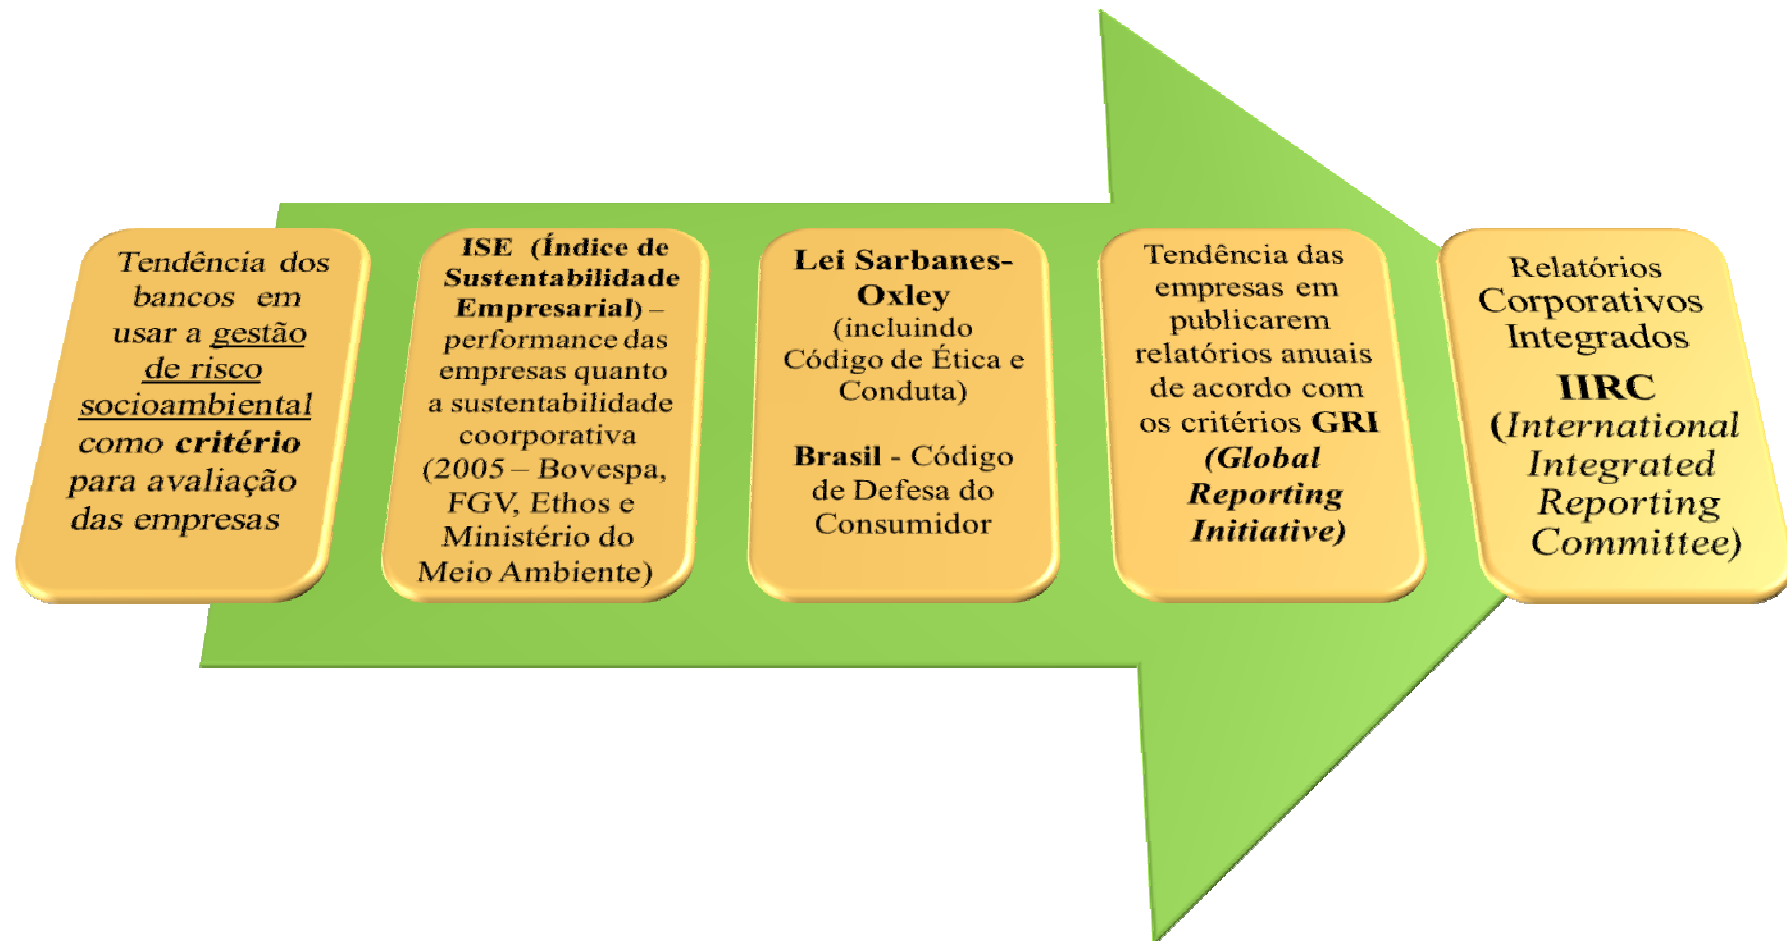 Tendência dos
bancos em
usar a gestão
de risco
socioambiental
como critério
para avaliação
das empresas
ISE (Índice de
Sustentabilidade
Empresarial) –
performance das
empresas quanto
a sustentabilidade
coorporativa
(2005 – Bovespa,
FGV, Ethos e
Ministério do
Meio Ambiente)
Lei Sarbanes-
Oxley
(incluindo
Código de Ética e
Conduta)
Brasil - Código
de Defesa do
Consumidor
Tendência das
empresas em
publicarem
relatórios anuais
de acordo com
os critérios GRI
(Global
Reporting
Initiative)
Relatórios
Corporativos
Integrados
IIRC
(International
Integrated
Reporting
Committee)